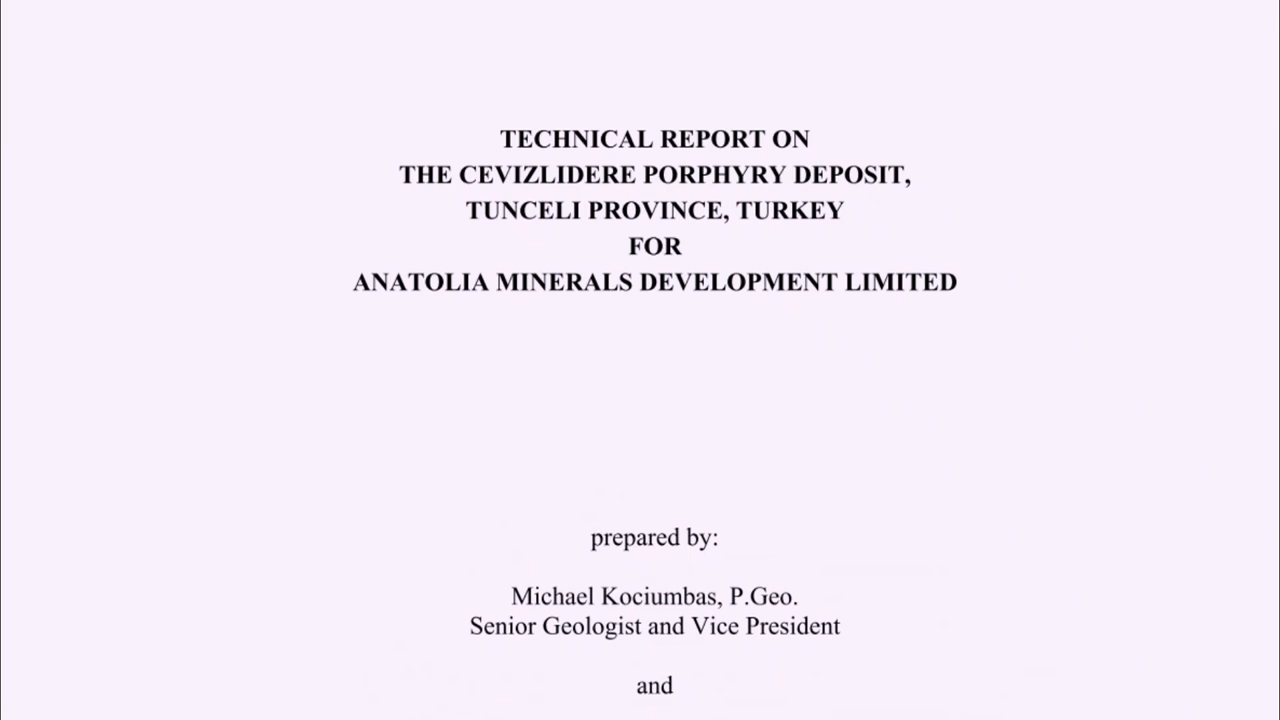 TECHNICAL REPORT ON
THE CEVIZLIDERE PORPHYRY DEPOSIT,
TUNCELI PROVINCE, TURKEY
FOR
ANATOLIA MINERALS DEVELOPMENT LIMITED
prepared by:
Michael Kociumbas, P.Geo.
Senior Geologist and Vice President
and